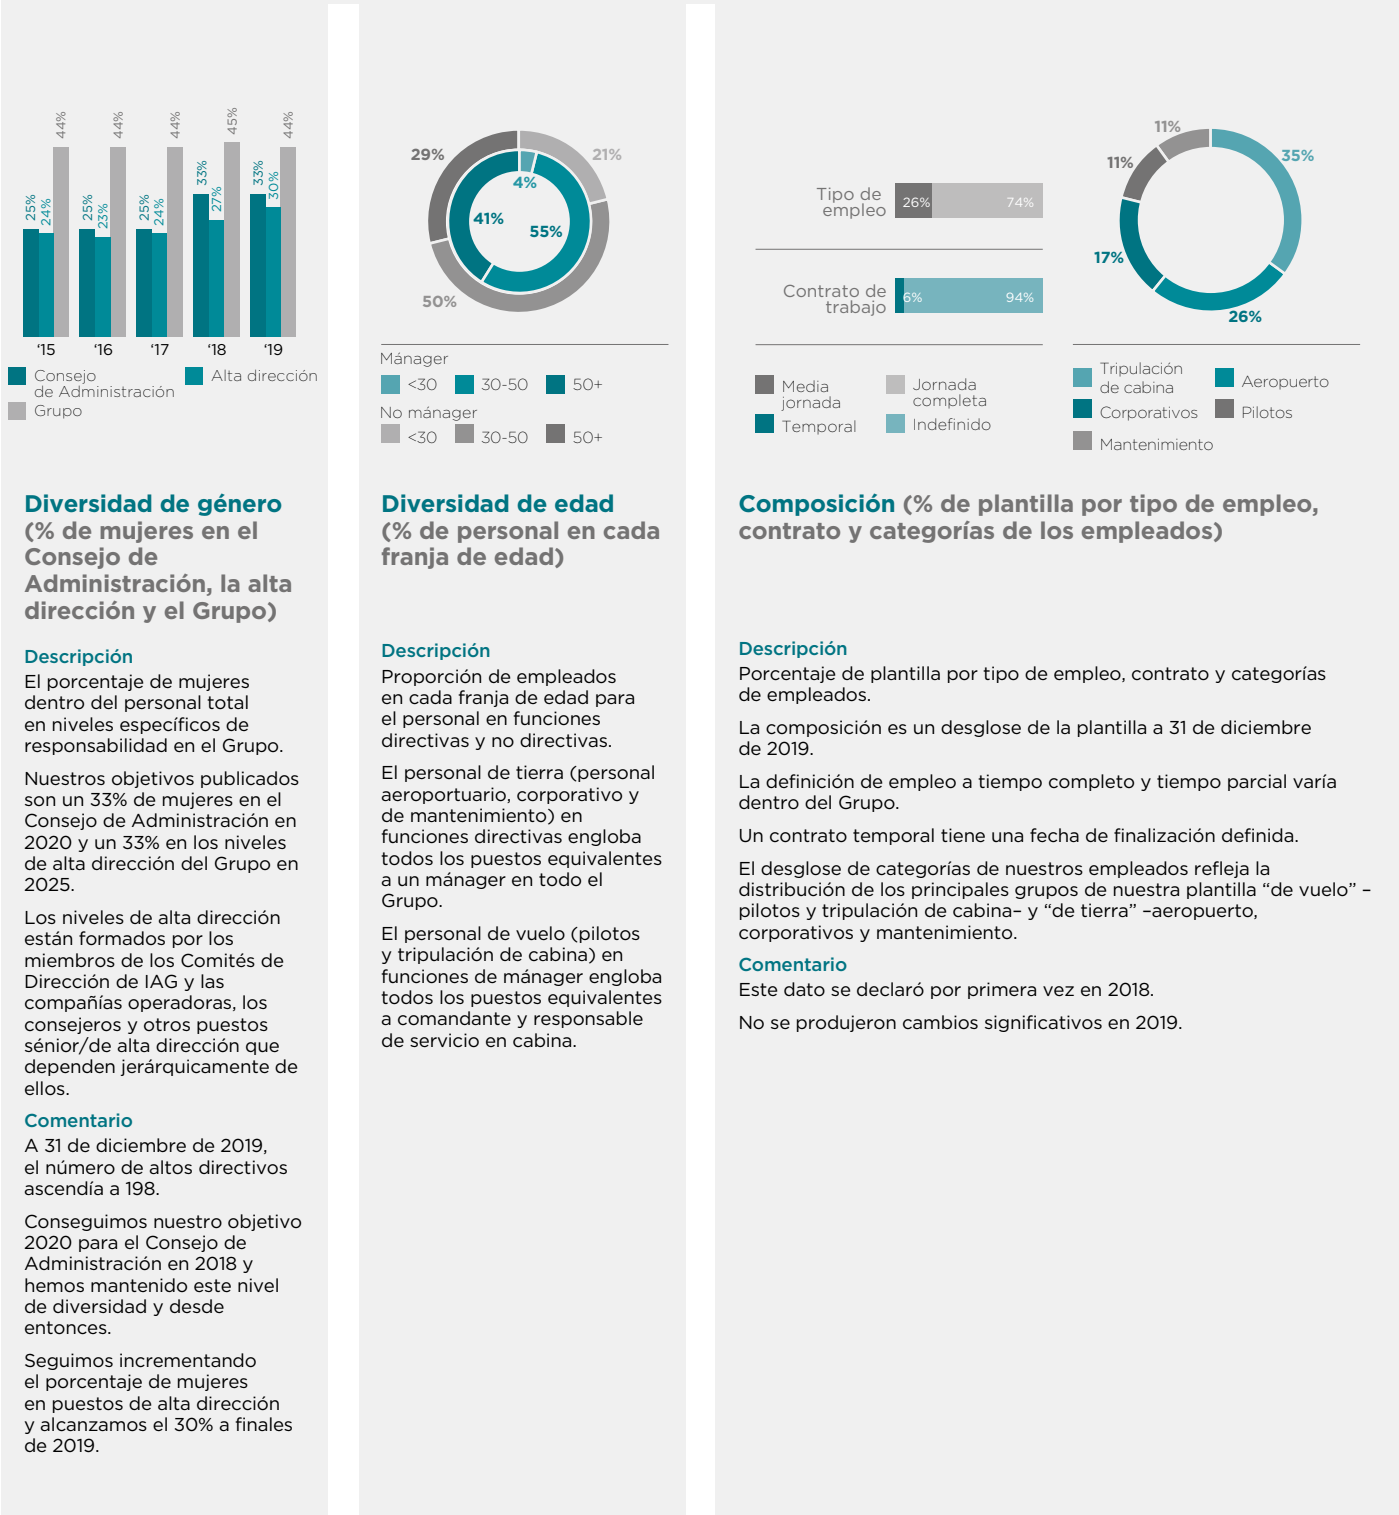 25%
24%
44%
25%
23%
44%
25%
24%
44%
33%
27%
45%
33%
30%
44%
‘15
‘16
‘17
‘18
‘19
Consejo
de Administración
Alta dirección
Grupo
Diversidad de género
(% de mujeres en el
Consejo de
Administración, la alta
dirección y el Grupo)
Descripción
El porcentaje de mujeres
dentro del personal total
en niveles específicos de
responsabilidad en el Grupo.
Nuestros objetivos publicados
son un 33% de mujeres en el
Consejo de Administración en
2020 y un 33% en los niveles
de alta dirección del Grupo en
2025.
Los niveles de alta dirección
están formados por los
miembros de los Comités de
Dirección de IAG y las
compañías operadoras, los
consejeros y otros puestos
sénior/de alta dirección que
dependen jerárquicamente de
ellos.
Comentario
A 31 de diciembre de 2019,
el número de altos directivos
ascendía a 198.
Conseguimos nuestro objetivo
2020 para el Consejo de
Administración en 2018 y
hemos mantenido este nivel
de diversidad y desde
entonces.
Seguimos incrementando
el porcentaje de mujeres
en puestos de alta dirección
y alcanzamos el 30% a finales
de 2019.
29%
21%
4%
41%
55%
50%
Mánager
<30
30-50
50+
No mánager
<30
30-50
50+
Diversidad de edad
(% de personal en cada
franja de edad)
Descripción
Proporción de empleados
en cada franja de edad para
el personal en funciones
directivas y no directivas.
El personal de tierra (personal
aeroportuario, corporativo y
de mantenimiento) en
funciones directivas engloba
todos los puestos equivalentes
a un mánager en todo el
Grupo.
El personal de vuelo (pilotos
y tripulación de cabina) en
funciones de mánager engloba
todos los puestos equivalentes
a comandante y responsable
de servicio en cabina.
Tipo de
empleo
26%
74%
Contrato de
trabajo
6%
94%
Media
jornada
Jornada
completa
Temporal
Indefinido
11%
35%
11%
17%
26%
Tripulación
de cabina
Aeropuerto
Corporativos
Pilotos
Mantenimiento
Composición (% de plantilla por tipo de empleo,
contrato y categorías de los empleados)
Descripción
Porcentaje de plantilla por tipo de empleo, contrato y categorías
de empleados.
La composición es un desglose de la plantilla a 31 de diciembre
de 2019.
La definición de empleo a tiempo completo y tiempo parcial varía
dentro del Grupo.
Un contrato temporal tiene una fecha de finalización definida.
El desglose de categorías de nuestros empleados refleja la
distribución de los principales grupos de nuestra plantilla “de vuelo” –
pilotos y tripulación de cabina– y “de tierra” –aeropuerto,
corporativos y mantenimiento.
Comentario
Este dato se declaró por primera vez en 2018.
No se produjeron cambios significativos en 2019.